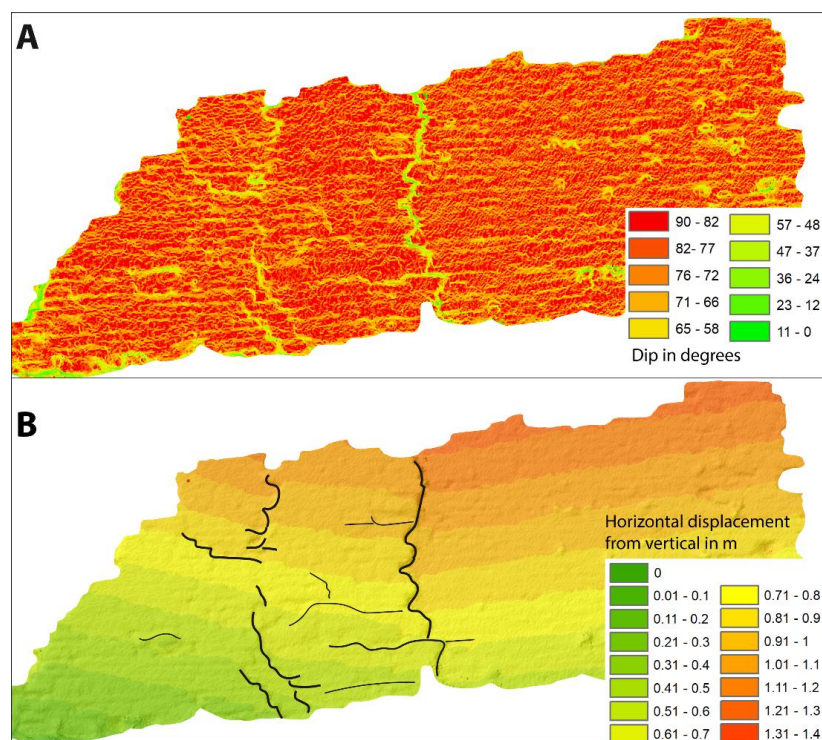 A
90 - 82
82- 77
76 - 72
71 - 66
65 - 58
57 - 48
47 - 37
36 - 24
23 - 12
11 - 0
Dip in degrees
B
Horizontal displacement
from vertical in m
0
0.01 - 0.1
0.11 - 0.2
0.21 - 0.3
0.31 - 0.4
0.41 - 0.5
0.51 - 0.6
0.61 - 0.7
0.71 - 0.8
0.81 - 0.9
0.91 - 1
1.01 - 1.1
1.11 - 1.2
1.21 - 1.3
1.31 - 1.4